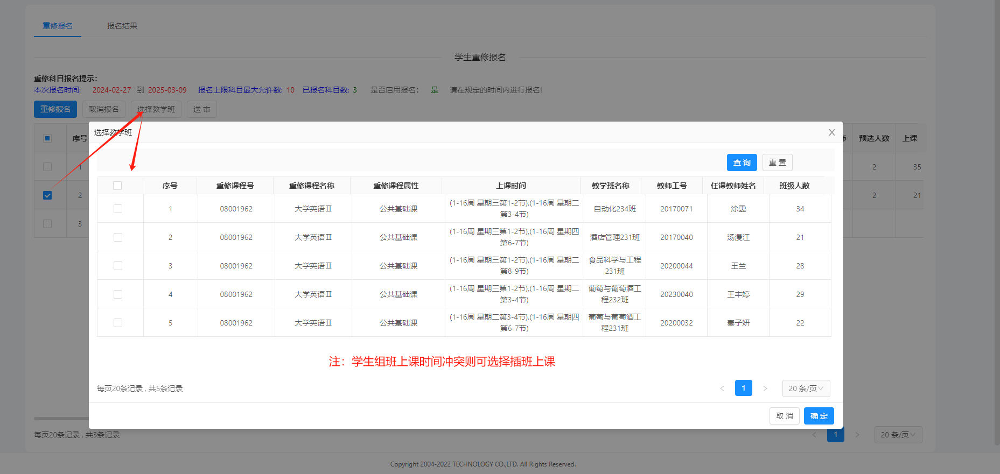 重修报名 报名结果
学生重修报名
重修科目报名提示：
本次报名时间: 2024-02-27 到 2025-03-09 报名上限科目最大允许数: 10 已报名科目数: 3 是否启用报名： 是 请在规定的时间内进行报名!
重修报名 取消报名 选择教学班 送 审
选择教学班
序号 师 预选人数 上课
1 2 35
2 2 21
3
查 询 重 置
序号 重修课程号 重修课程名称 重修课程属性 上课时间 教学班名称 教师工号 任课教师姓名 班级人数
1 08001962 大学英语Ⅱ 公共基础课 (1-16周 星期三第1-2节),(1-16周 星期二第3-4节) 自动化234班 20170071 涂雯 34
2 08001962 大学英语Ⅱ 公共基础课 (1-16周 星期三第1-2节),(1-16周 星期四第6-7节) 酒店管理231班 20170040 汤漫江 21
3 08001962 大学英语Ⅱ 公共基础课 (1-16周 星期三第1-2节),(1-16周 星期二第8-9节) 食品科学与工程231班 20200044 王兰 28
4 08001962 大学英语Ⅱ 公共基础课 (1-16周 星期三第1-2节),(1-16周 星期二第3-4节) 葡萄与葡萄酒工程232班 20230040 王丰婷 29
5 08001962 大学英语Ⅱ 公共基础课 (1-16周 星期二第3-4节),(1-16周 星期四第6-7节) 葡萄与葡萄酒工程231班 20200032 秦子妍 22
注：学生组班上课时间冲突则可选择插班上课
每页20条记录 , 共5条记录 < 1 > 20 条/页
取 消 确 定
每页20条记录 , 共3条记录 < 1 > 20 条/页
Copyright 2004-2022 TECHNOLOGY CO.,LTD. All Rights Reserved.